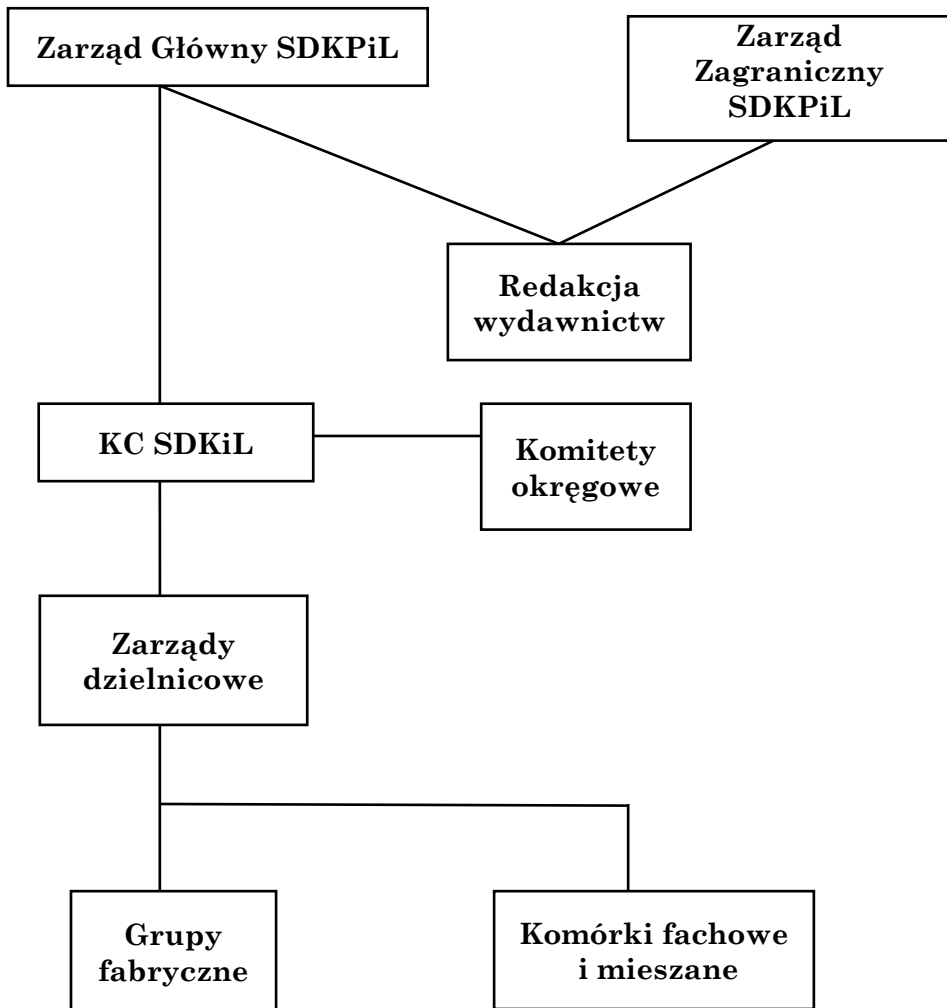 Zarząd Główny SDKPiL
Zarząd
Zagraniczny
SDKPiL
Redakcja
wydawnictw
KC SDKiL
Komitety
okręgowe
Zarządy
dzielnicowe
Grupy
fabryczne
Komórki fachowe
i mieszane